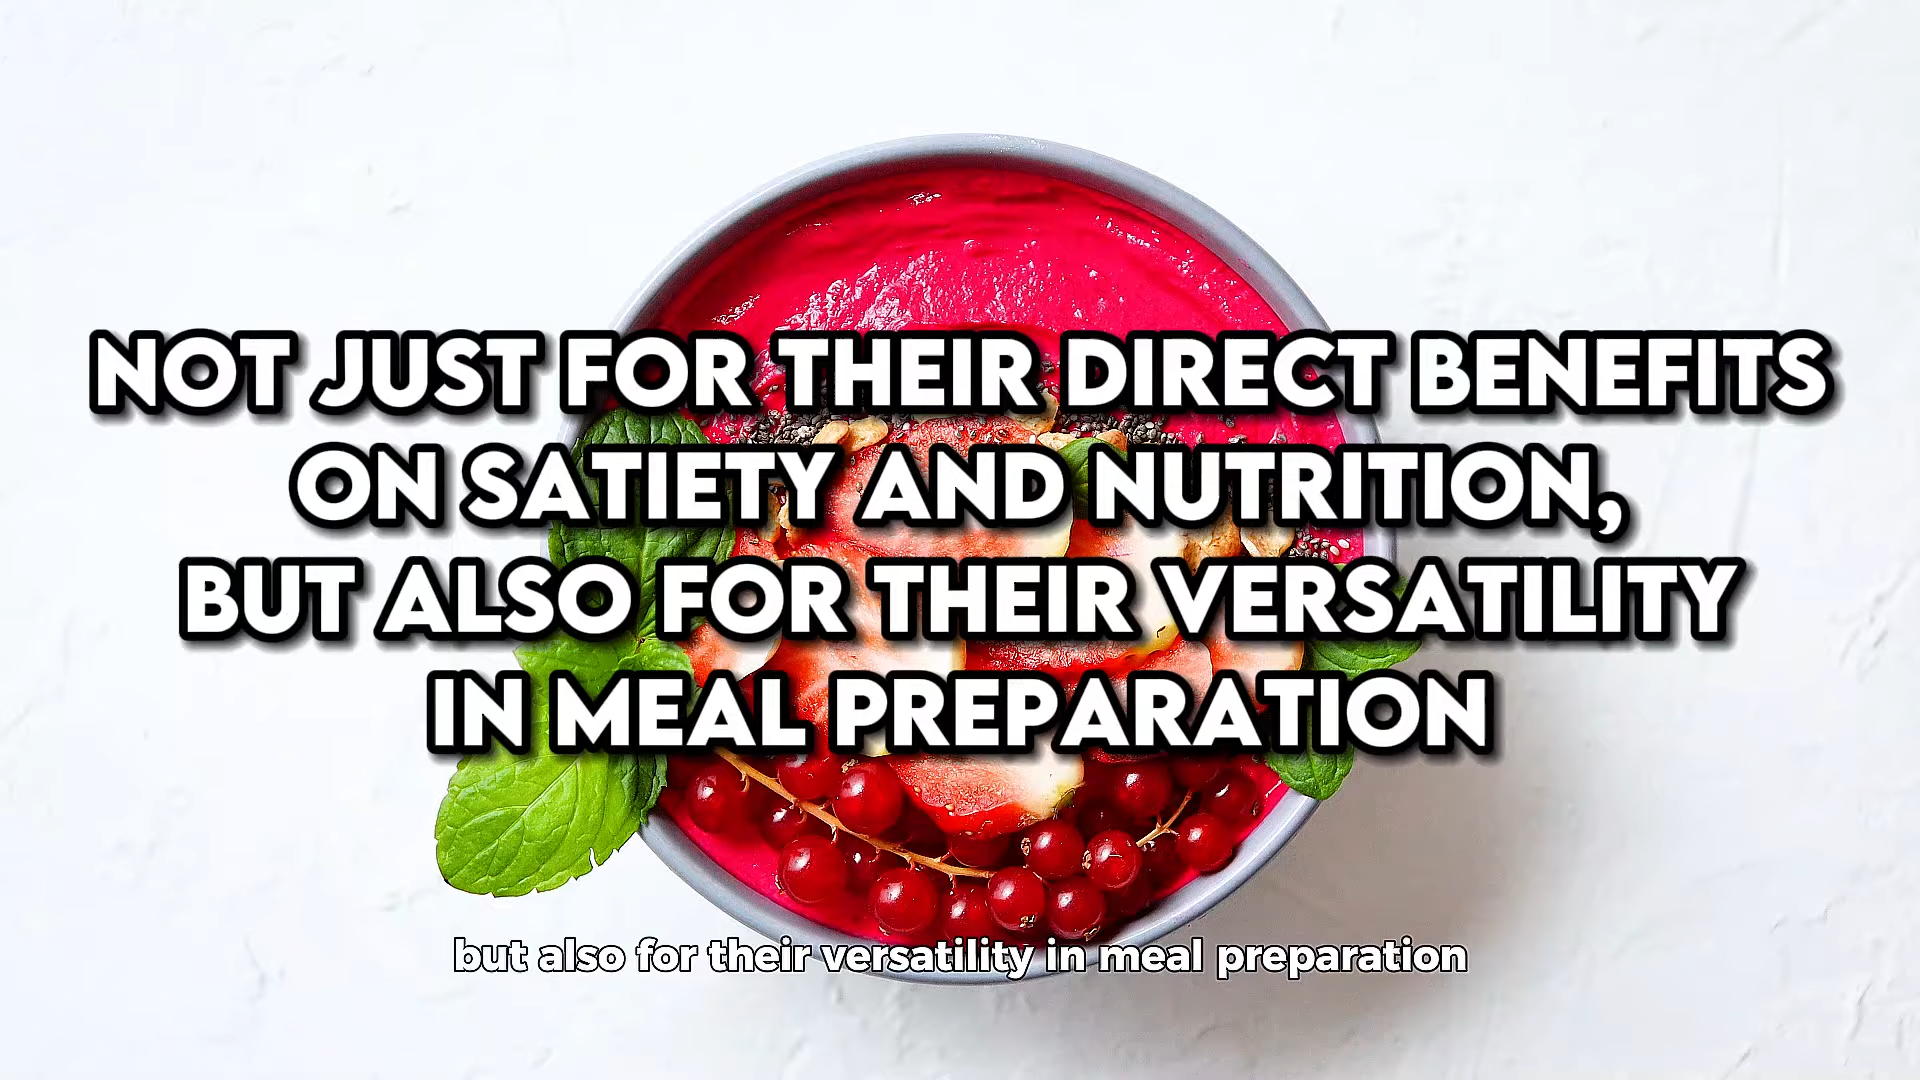 NOT JUST FOR THEIR DIRECT BENEFITS
ON SATIETY AND NUTRITION,
BUT ALSO FOR THEIR VERSATILITY
IN MEAL PREPARATION
but also for their versatility in meal preparation